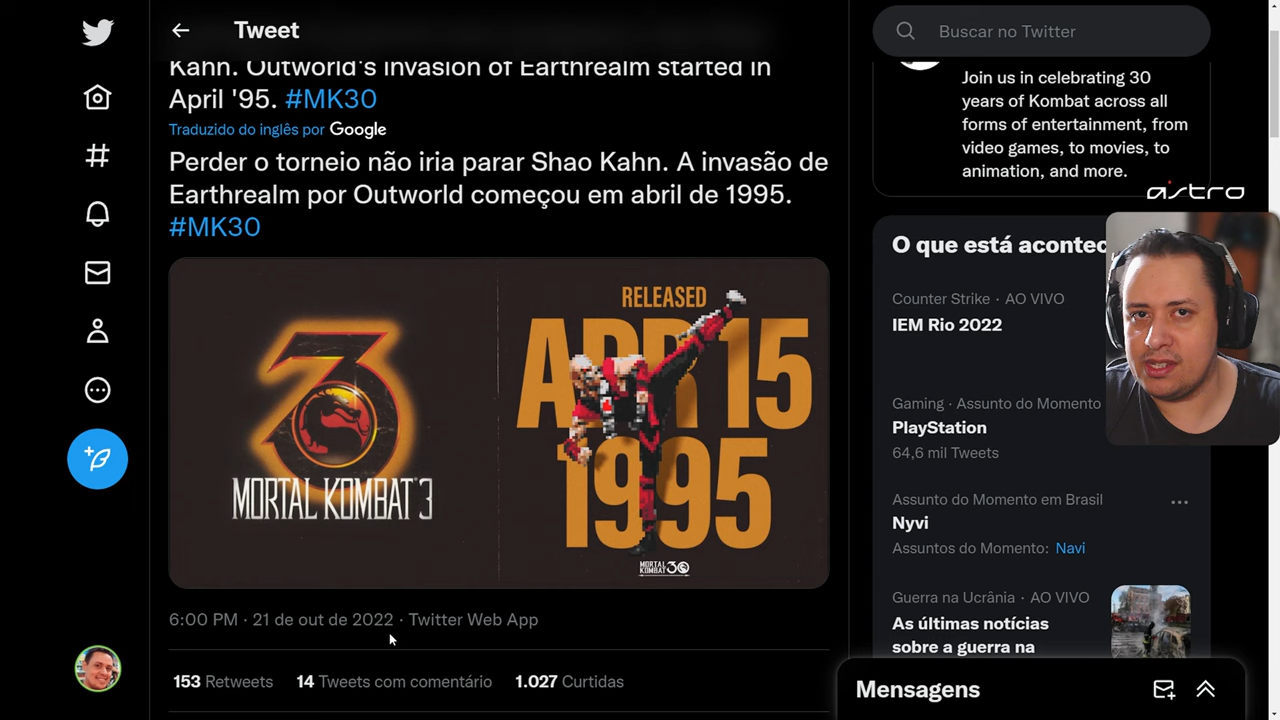 Tweet
Kahn. Outworld's invasion of Earthrealm started in
April '95. #MK30
Traduzido do inglês por Google
Perder o torneio não iria parar Shao Kahn. A invasão de
Earthrealm por Outworld começou em abril de 1995.
#MK30
MORTAL KOMBAT 3
RELEASED
APR 15
1995
MORTAL
KOMBAT 30
6:00 PM · 21 de out de 2022 · Twitter Web App
153 Retweets 14 Tweets com comentário 1.027 Curtidas
Buscar no Twitter
Join us in celebrating 30
years of Kombat across all
forms of entertainment, from
video games, to movies, to
animation, and more.
aistro
O que está acontec
Counter Strike · AO VIVO
IEM Rio 2022
Gaming · Assunto do Momento
PlayStation
64,6 mil Tweets
Assunto do Momento em Brasil
Nyvi
Assuntos do Momento: Navi
Guerra na Ucrânia · AO VIVO
As últimas notícias
sobre a guerra na
Mensagens